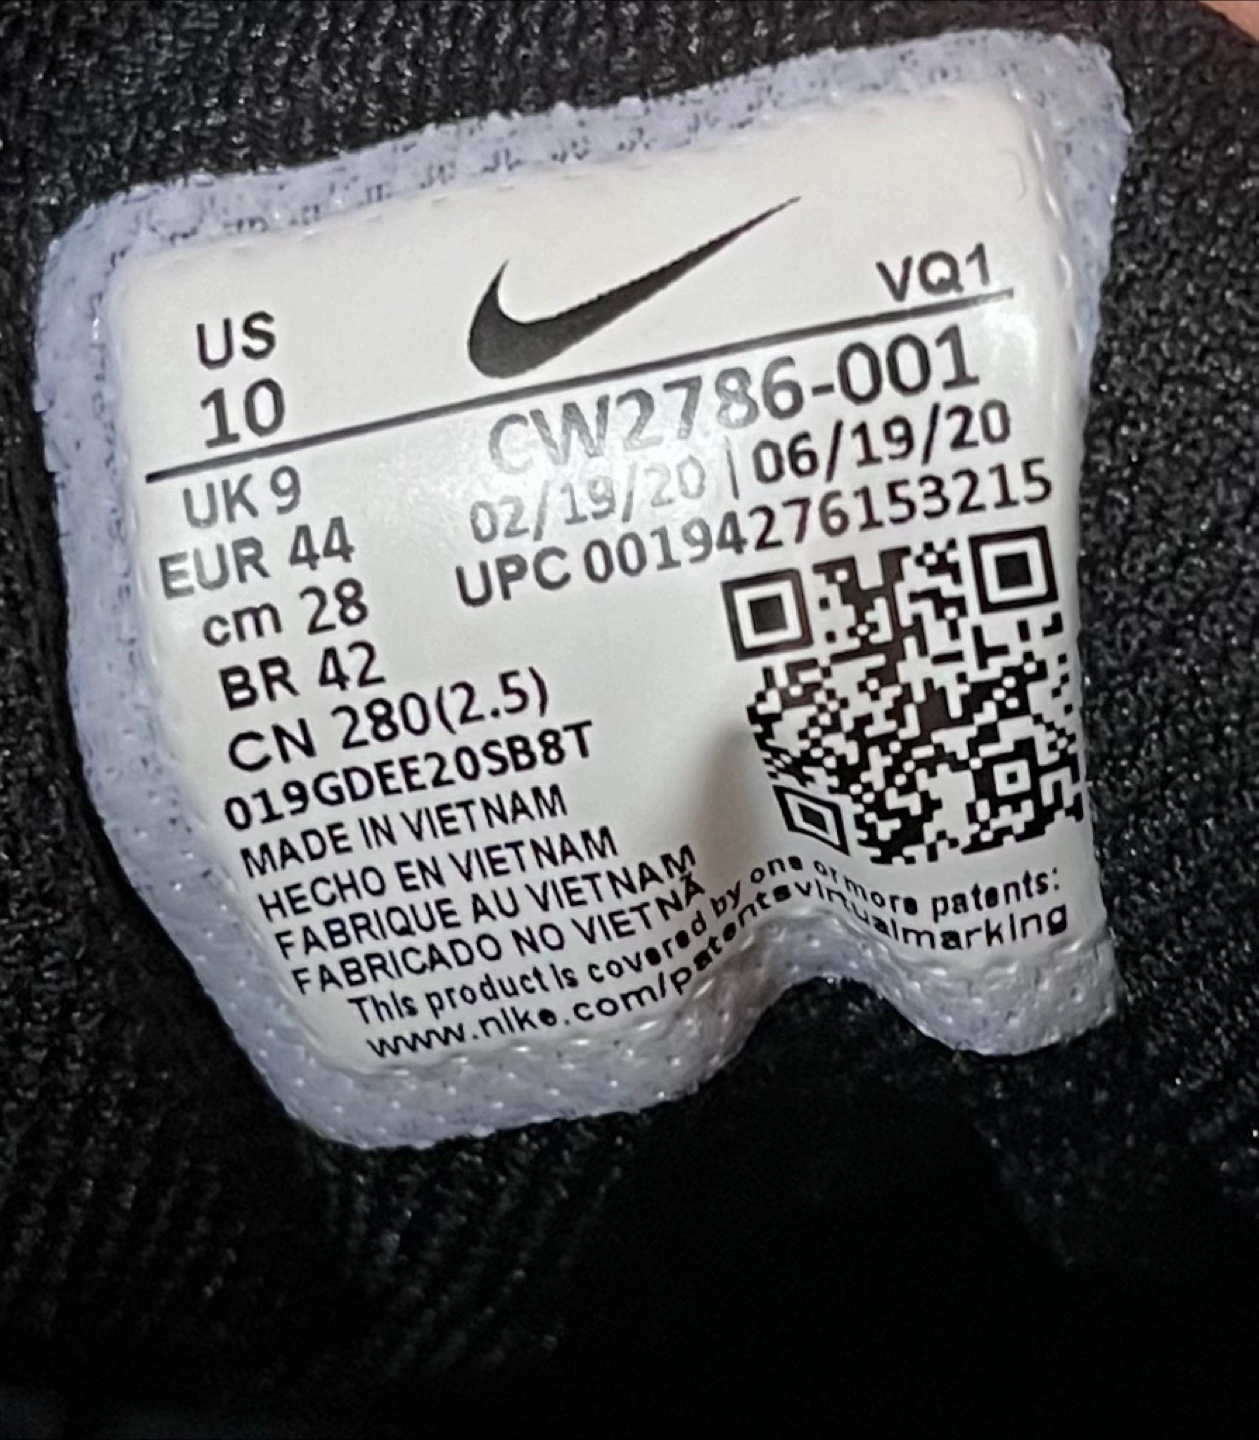 US
10
VQ1
UK 9
EUR 44
cm 28
BR 42
CN 280(2.5)
CW2786-001
02/19/20 | 06/19/20
UPC 00194276153215
019GDEE20SB8T
MADE IN VIETNAM
HECHO EN VIETNAM
FABRIQUE AU VIETNAM
FABRICADO NO VIETNÃ
This product is covered by one or more patents:
www.nike.com/patentsvirtualmarking